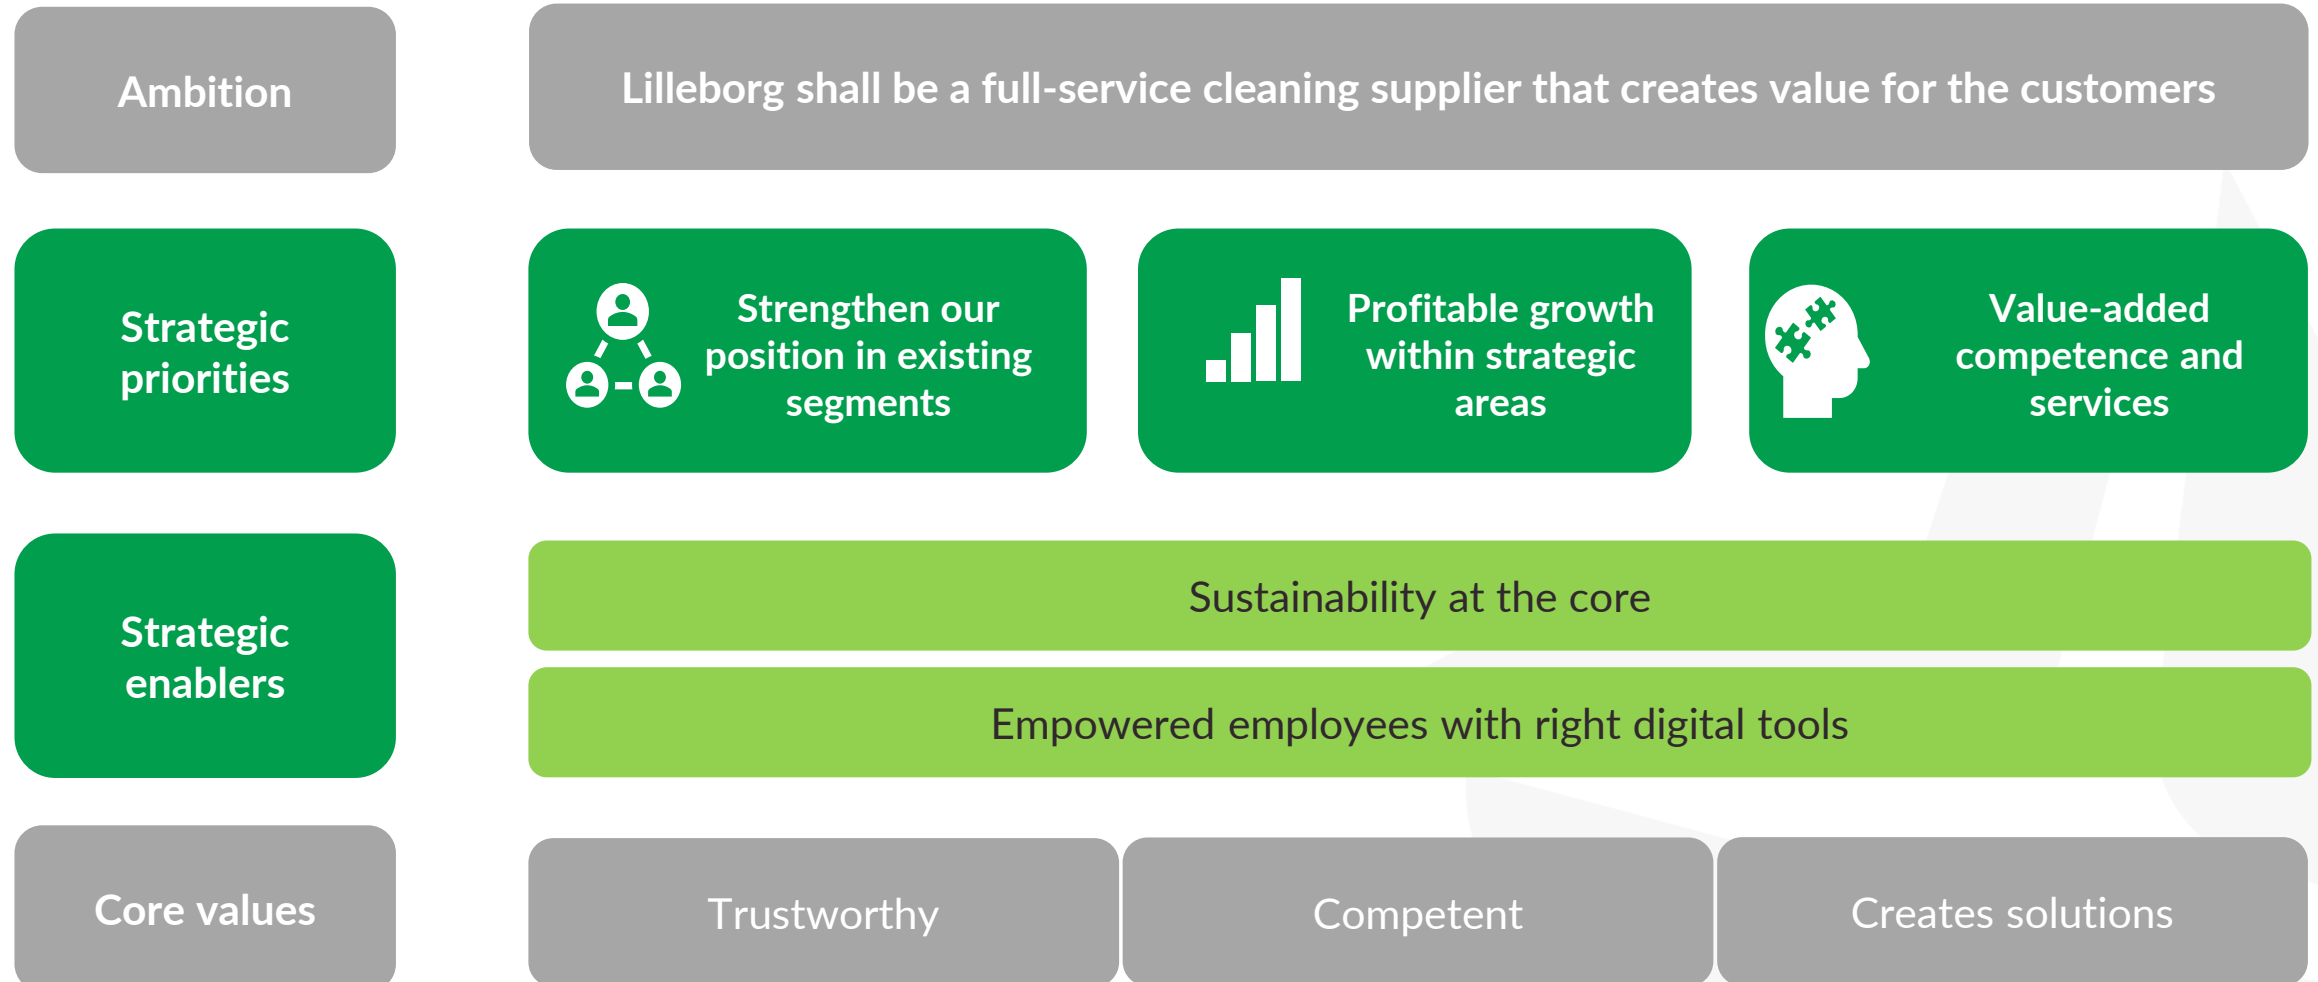 Ambition
Lilleborg shall be a full-service cleaning supplier that creates value for the customers
Strategic
priorities
Strengthen our
position in existing
segments
Profitable growth
within strategic
areas
Value-added
competence and
services
Strategic
enablers
Sustainability at the core
Empowered employees with right digital tools
Core values
Trustworthy
Competent
Creates solutions